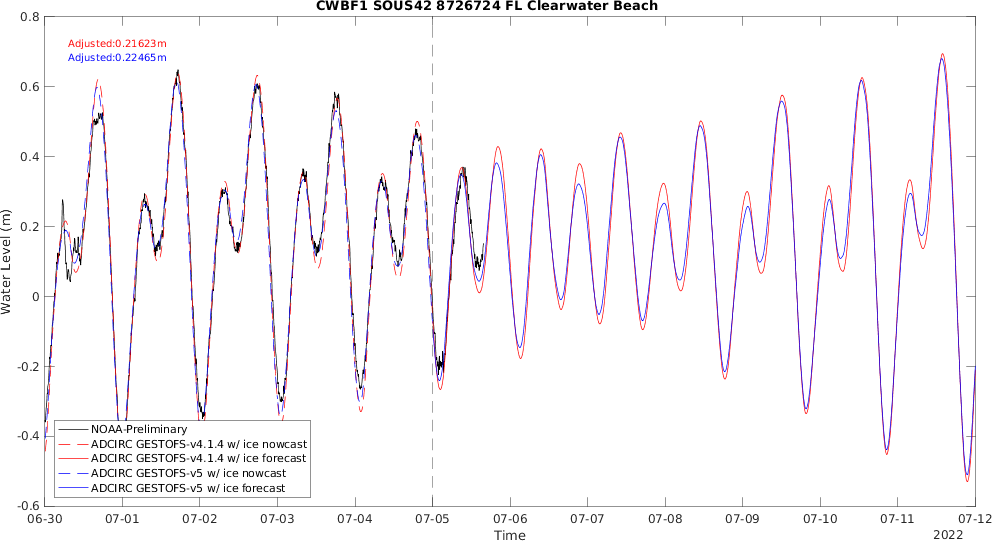 CWBF1 SOUS42 8726724 FL Clearwater Beach
Adjusted:0.21623m
Adjusted:0.22465m
0.8
0.6
0.4
0.2
0
-0.2
-0.4
-0.6
Water Level (m)
NOAA-Preliminary
ADCIRC GESTOFS-v4.1.4 w/ ice nowcast
ADCIRC GESTOFS-v4.1.4 w/ ice forecast
ADCIRC GESTOFS-v5 w/ ice nowcast
ADCIRC GESTOFS-v5 w/ ice forecast
06-30 07-01 07-02 07-03 07-04 07-05 07-06 07-07 07-08 07-09 07-10 07-11 07-12
Time
2022